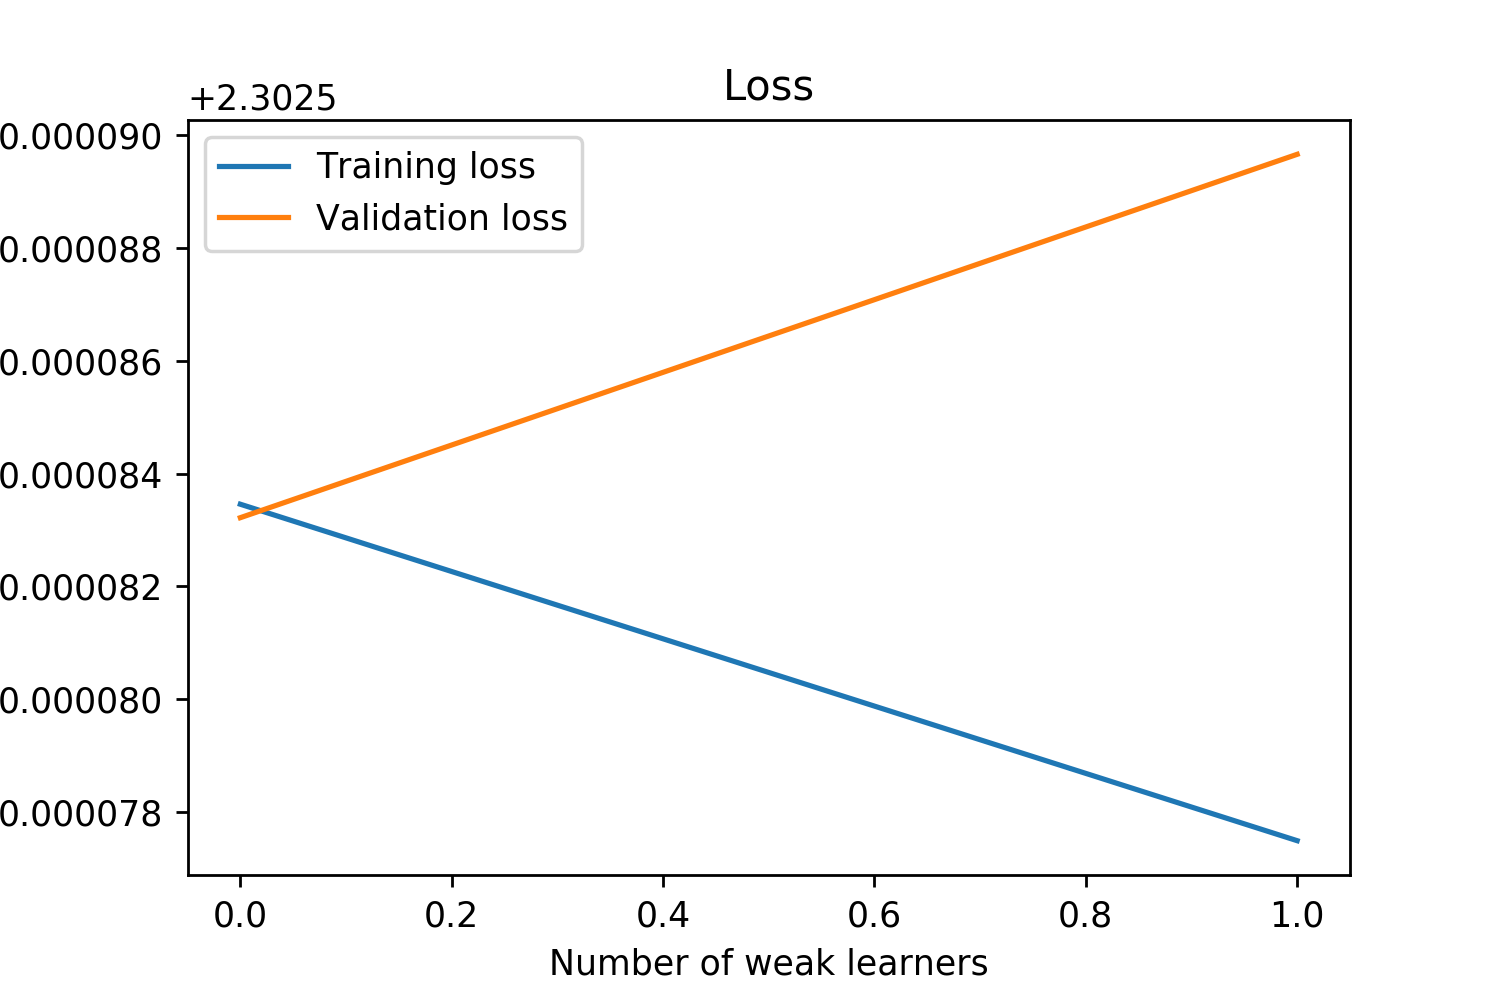 Loss
+2.3025
0.000090
0.000088
0.000086
0.000084
0.000082
0.000080
0.000078
Training loss
Validation loss
0.0 0.2 0.4 0.6 0.8 1.0
Number of weak learners